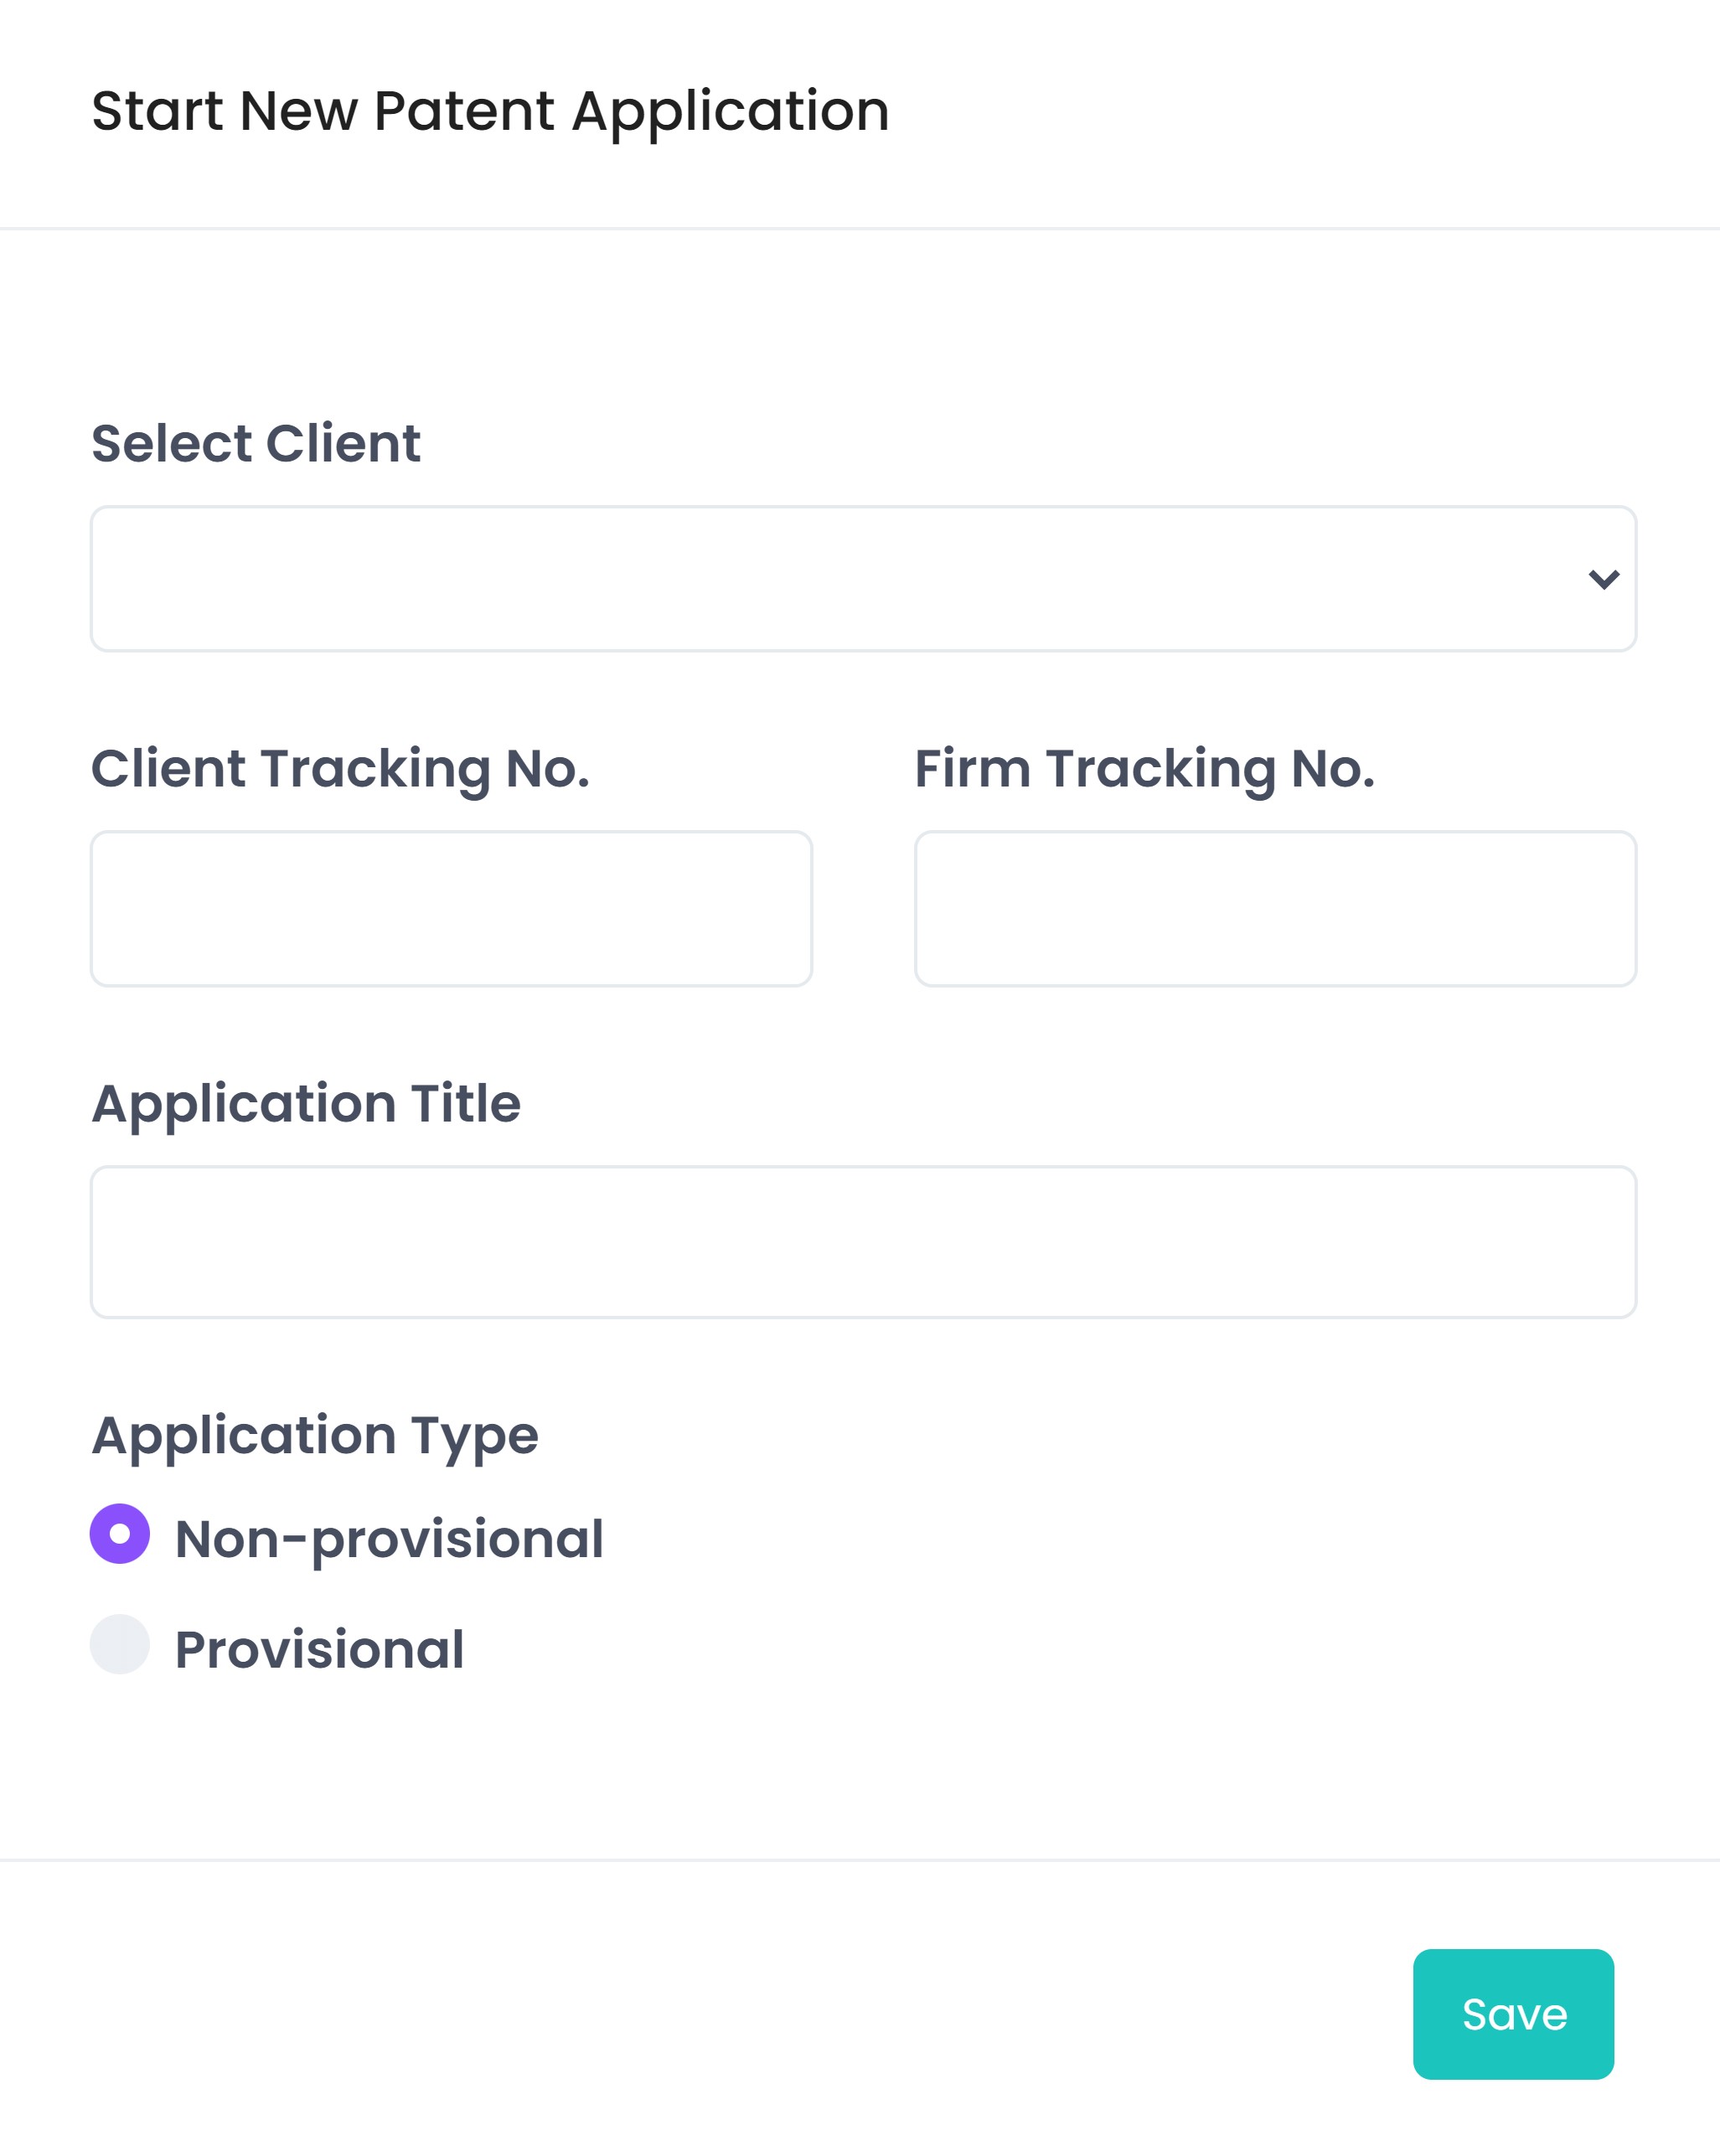 Start New Patent Application
Select Client
Client Tracking No.
Firm Tracking No.
Application Title
Application Type
Non-provisional
Provisional
Save